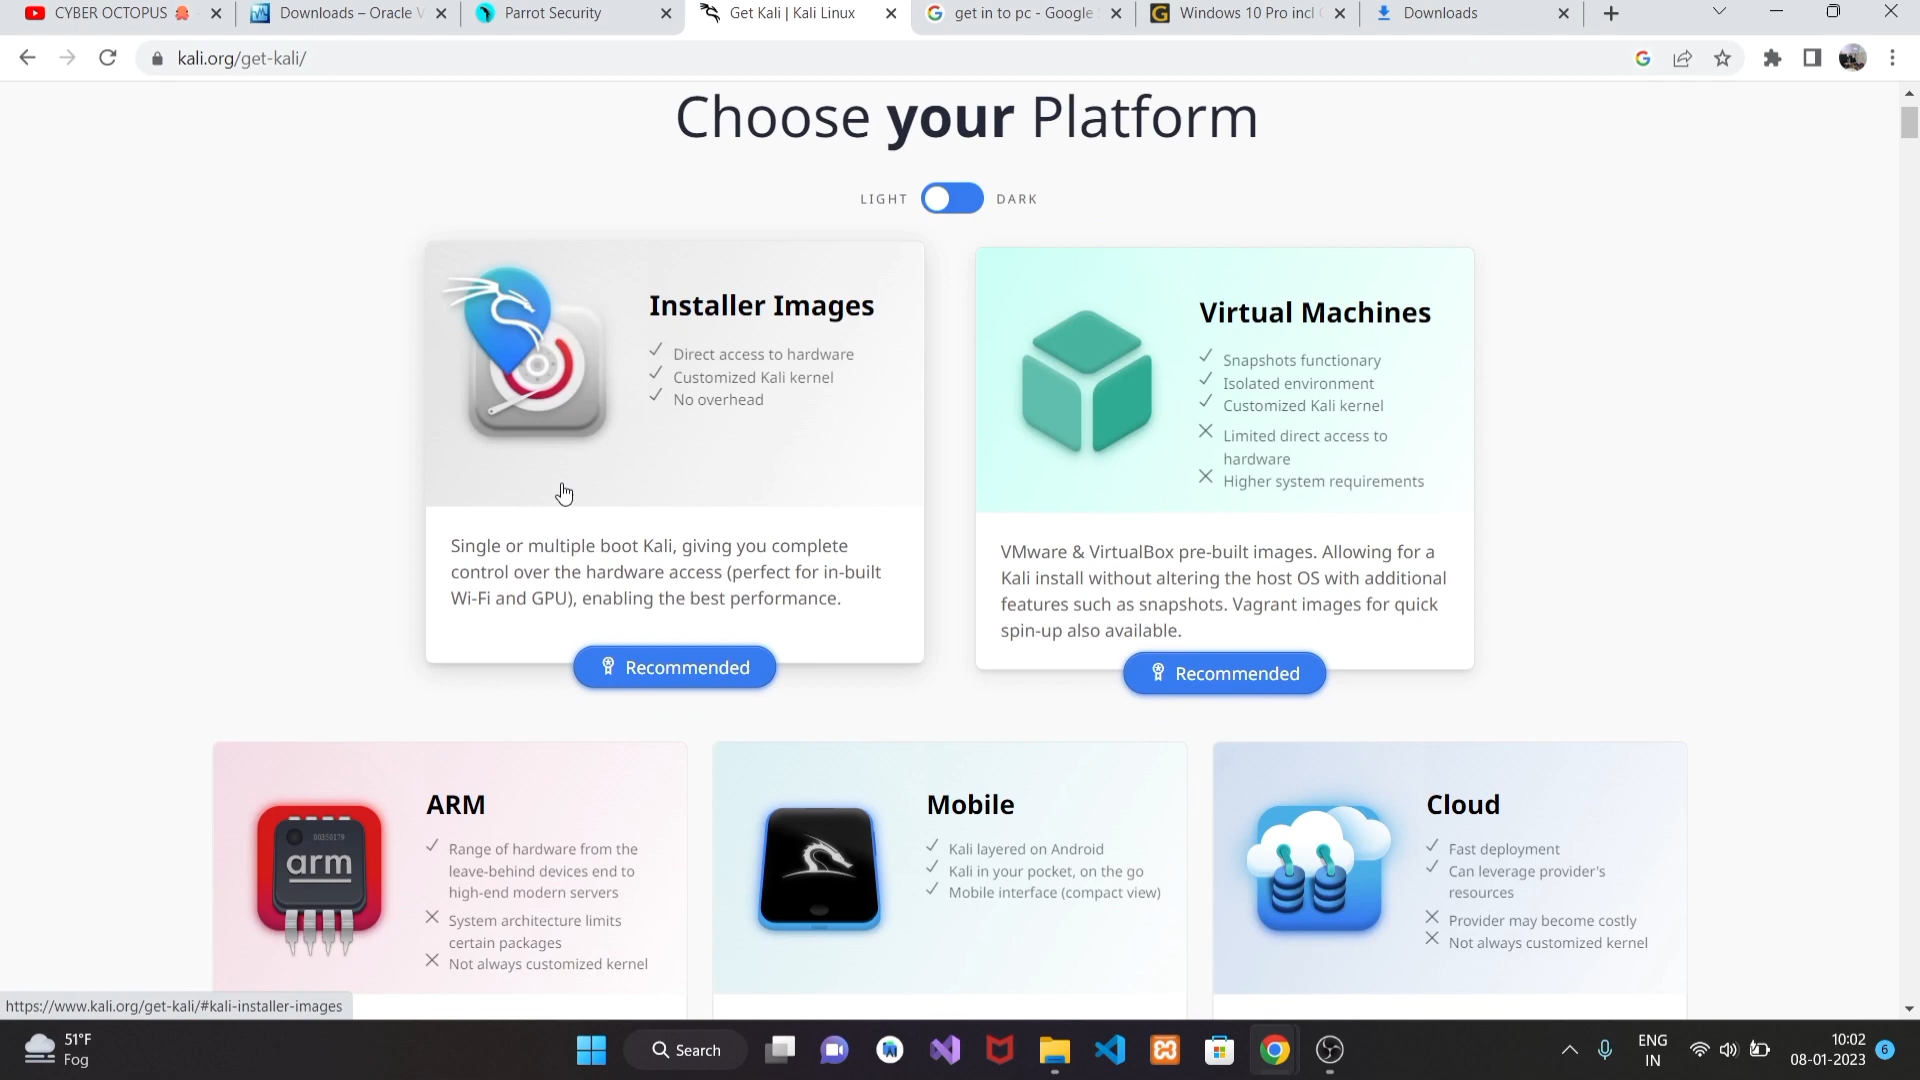 CYBER OCTOPUS
Downloads – Oracle V
Parrot Security
Get Kali | Kali Linux
get in to pc - Google
Windows 10 Pro incl
Downloads
kali.org/get-kali/
Choose your Platform
LIGHT
DARK
Installer Images
Direct access to hardware
Customized Kali kernel
No overhead
Single or multiple boot Kali, giving you complete
control over the hardware access (perfect for in-built
Wi-Fi and GPU), enabling the best performance.
Recommended
Virtual Machines
Snapshots functionary
Isolated environment
Customized Kali kernel
Limited direct access to
hardware
Higher system requirements
VMware & VirtualBox pre-built images. Allowing for a
Kali install without altering the host OS with additional
features such as snapshots. Vagrant images for quick
spin-up also available.
Recommended
00350179
arm
ARM
Range of hardware from the
leave-behind devices end to
high-end modern servers
System architecture limits
certain packages
Not always customized kernel
Mobile
Kali layered on Android
Kali in your pocket, on the go
Mobile interface (compact view)
Cloud
Fast deployment
Can leverage provider's
resources
Provider may become costly
Not always customized kernel
https://www.kali.org/get-kali/#kali-installer-images
51°F
Fog
Search
ENG
IN
10:02
08-01-2023
6